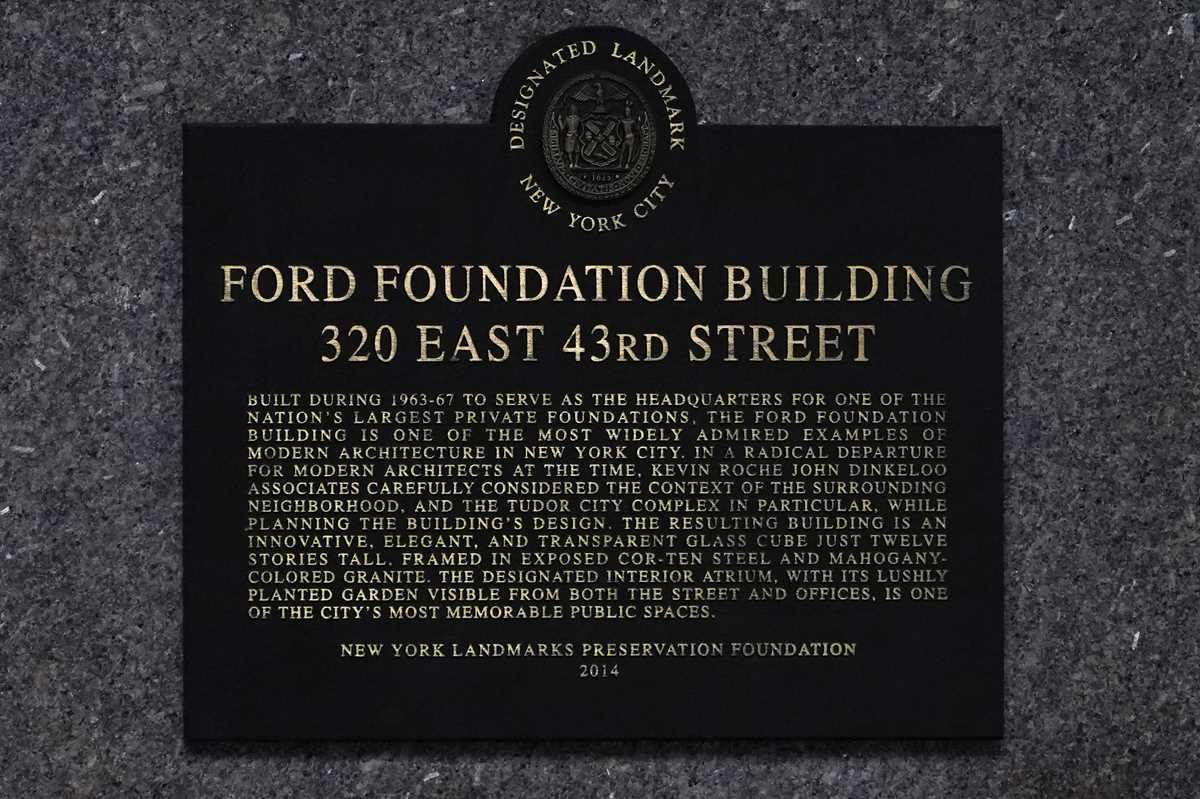 DESIGNATED LANDMARK
NEW YORK CITY
1625
FORD FOUNDATION BUILDING
320 EAST 43RD STREET
BUILT DURING 1963-67 TO SERVE AS THE HEADQUARTERS FOR ONE OF THE
NATION'S LARGEST PRIVATE FOUNDATIONS, THE FORD FOUNDATION
BUILDING IS ONE OF THE MOST WIDELY ADMIRED EXAMPLES OF
MODERN ARCHITECTURE IN NEW YORK CITY. IN A RADICAL DEPARTURE
FOR MODERN ARCHITECTS AT THE TIME, KEVIN ROCHE JOHN DINKELOO
ASSOCIATES CAREFULLY CONSIDERED THE CONTEXT OF THE SURROUNDING
NEIGHBORHOOD, AND THE TUDOR CITY COMPLEX IN PARTICULAR, WHILE
PLANNING THE BUILDING'S DESIGN. THE RESULTING BUILDING IS AN
INNOVATIVE, ELEGANT, AND TRANSPARENT GLASS CUBE JUST TWELVE
STORIES TALL, FRAMED IN EXPOSED COR-TEN STEEL AND MAHOGANY-
COLORED GRANITE. THE DESIGNATED INTERIOR ATRIUM, WITH ITS LUSHLY
PLANTED GARDEN VISIBLE FROM BOTH THE STREET AND OFFICES, IS ONE
OF THE CITY'S MOST MEMORABLE PUBLIC SPACES.
NEW YORK LANDMARKS PRESERVATION FOUNDATION
2014